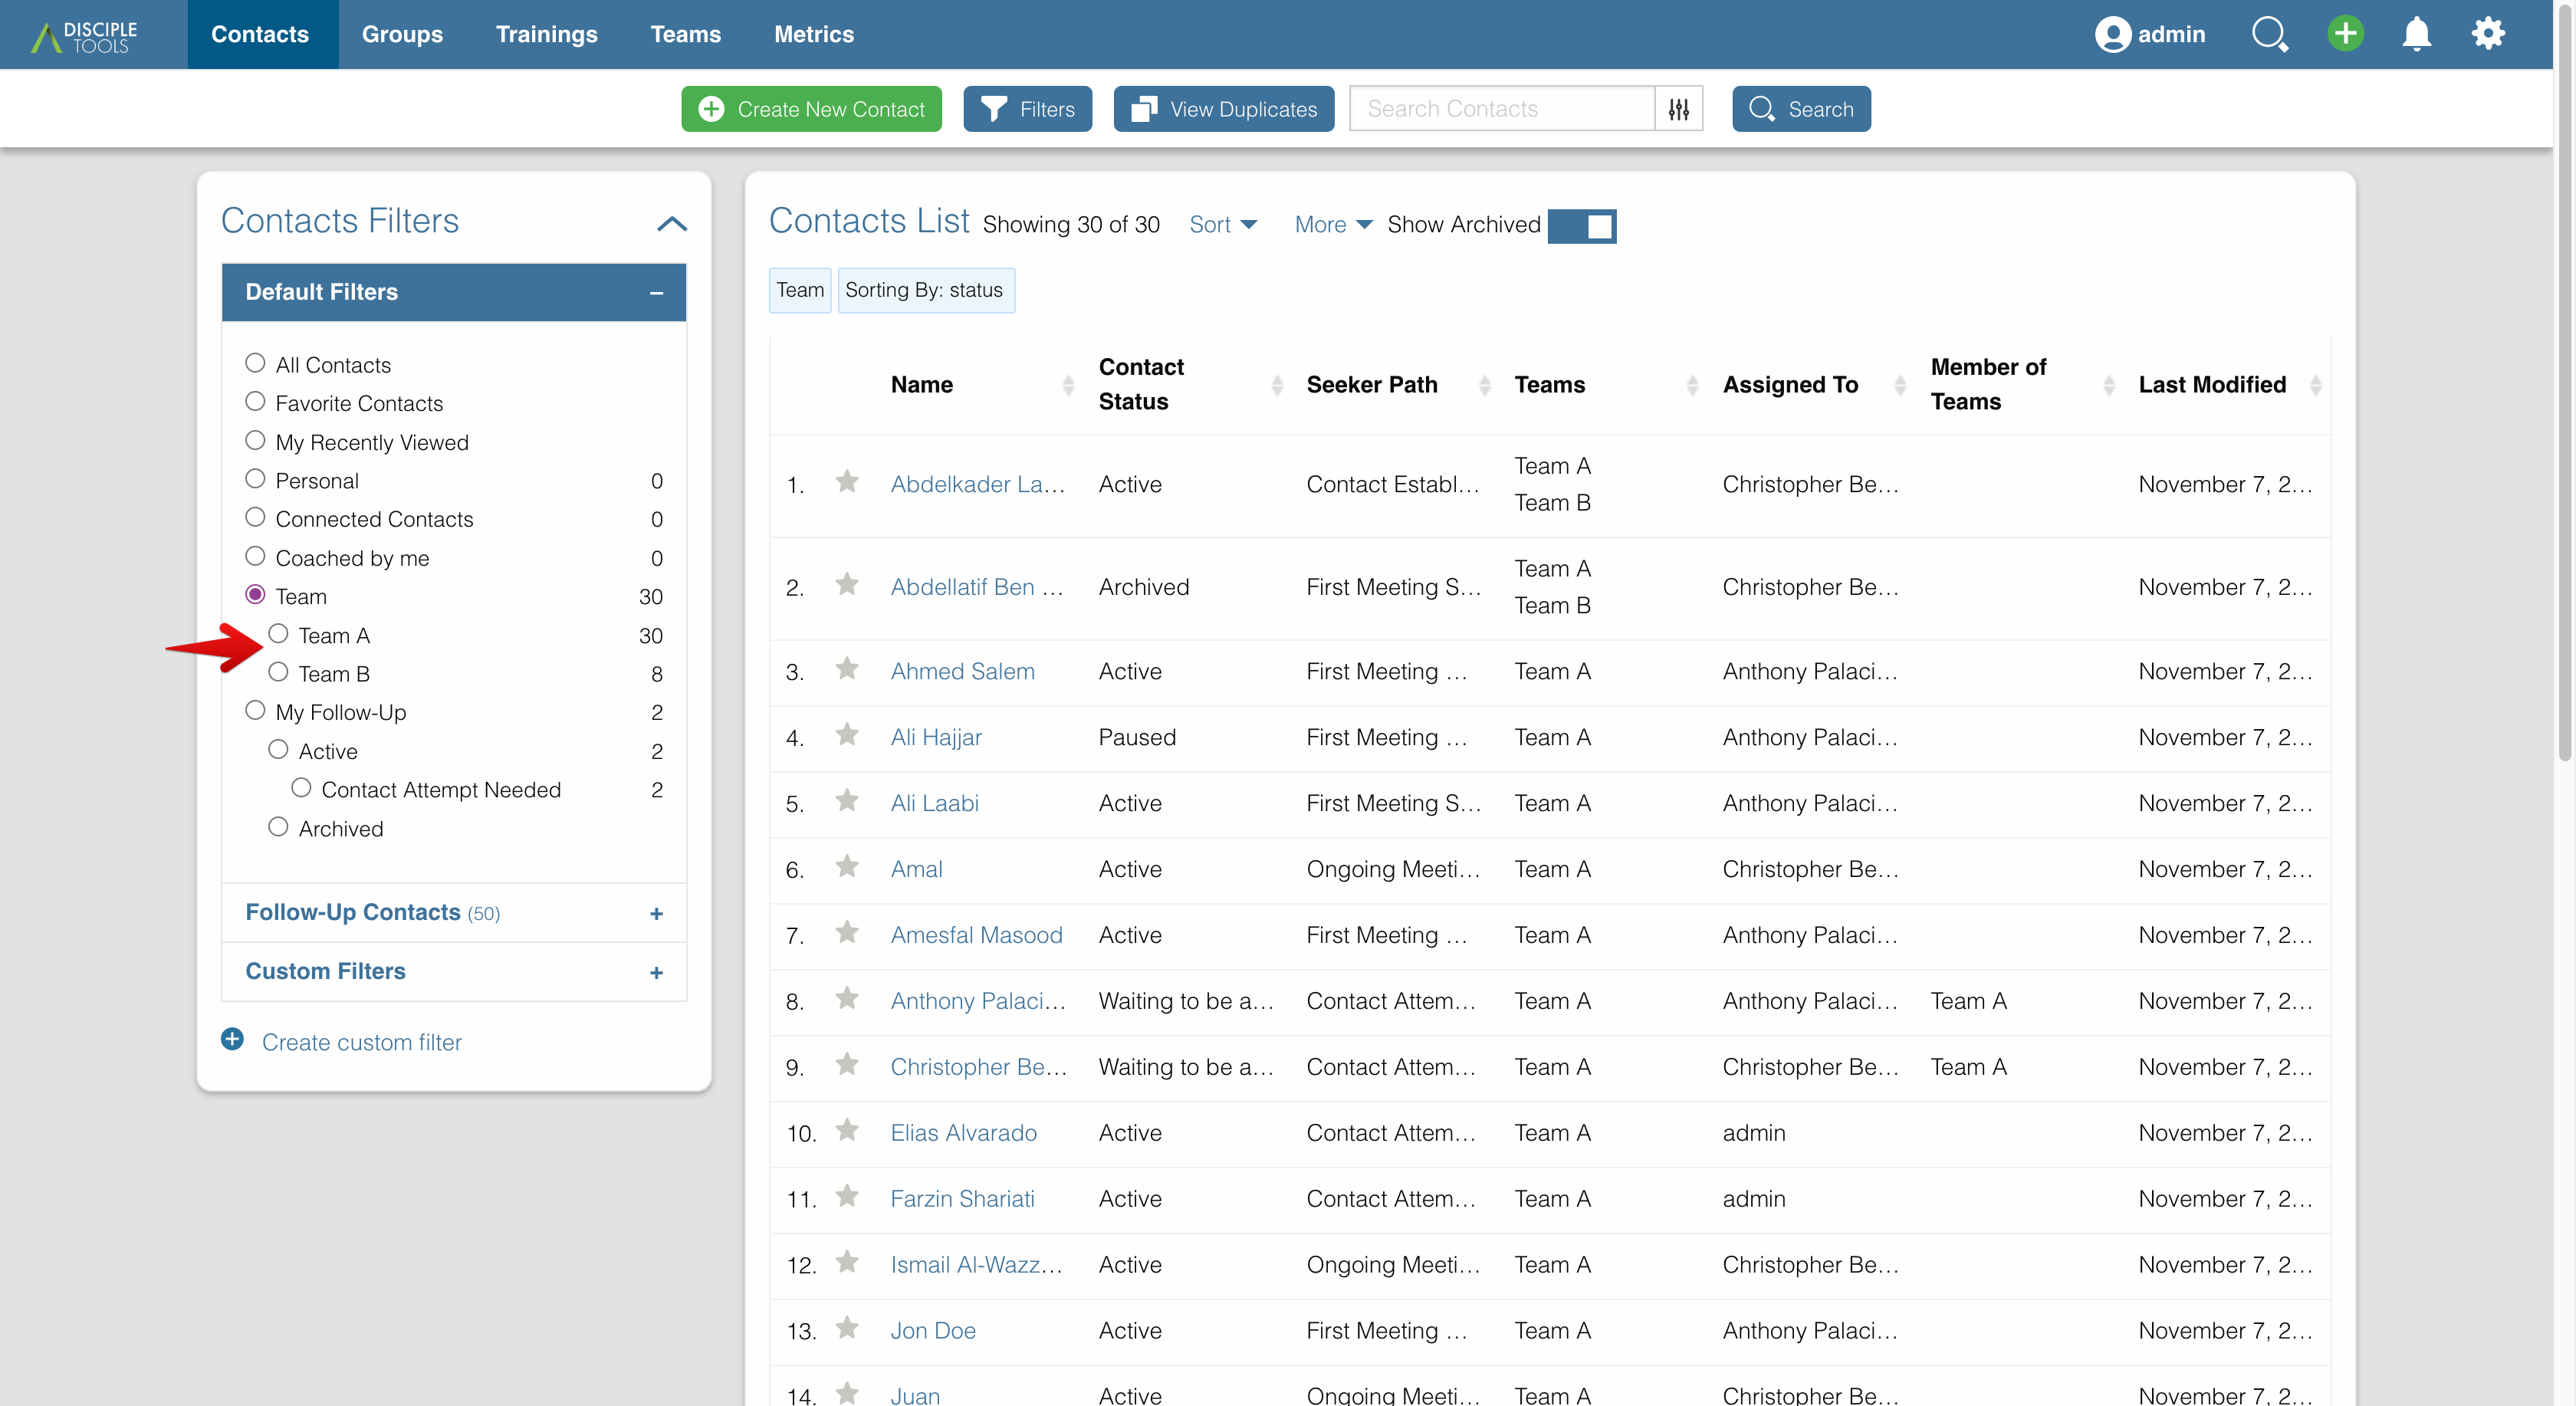 DISCIPLE TOOLS
Contacts Groups Trainings Teams Metrics admin
Create New Contact Filters View Duplicates Search Contacts Search
Contacts Filters
Default Filters –
All Contacts
Favorite Contacts
My Recently Viewed
Personal 0
Connected Contacts 0
Coached by me 0
Team 30
Team A 30
Team B 8
My Follow-Up 2
Active 2
Contact Attempt Needed 2
Archived
Follow-Up Contacts (50) +
Custom Filters +
Create custom filter
Contacts List Showing 30 of 30 Sort More Show Archived
Team Sorting By: status
Name Contact Status Seeker Path Teams Assigned To Member of Teams Last Modified
1. Abdelkader La... Active Contact Establ... Team A Team B Christopher Be... November 7, 2...
2. Abdellatif Ben ... Archived First Meeting S... Team A Team B Christopher Be... November 7, 2...
3. Ahmed Salem Active First Meeting ... Team A Anthony Palaci... November 7, 2...
4. Ali Hajjar Paused First Meeting ... Team A Anthony Palaci... November 7, 2...
5. Ali Laabi Active First Meeting S... Team A Anthony Palaci... November 7, 2...
6. Amal Active Ongoing Meeti... Team A Christopher Be... November 7, 2...
7. Amesfal Masood Active First Meeting ... Team A Anthony Palaci... November 7, 2...
8. Anthony Palaci... Waiting to be a... Contact Attem... Team A Anthony Palaci... Team A November 7, 2...
9. Christopher Be... Waiting to be a... Contact Attem... Team A Christopher Be... Team A November 7, 2...
10. Elias Alvarado Active Contact Attem... Team A admin November 7, 2...
11. Farzin Shariati Active Contact Attem... Team A admin November 7, 2...
12. Ismail Al-Wazz... Active Ongoing Meeti... Team A Christopher Be... November 7, 2...
13. Jon Doe Active First Meeting ... Team A Anthony Palaci... November 7, 2...
14. Juan Active Ongoing Meeti... Team A Christopher Be... November 7, 2...